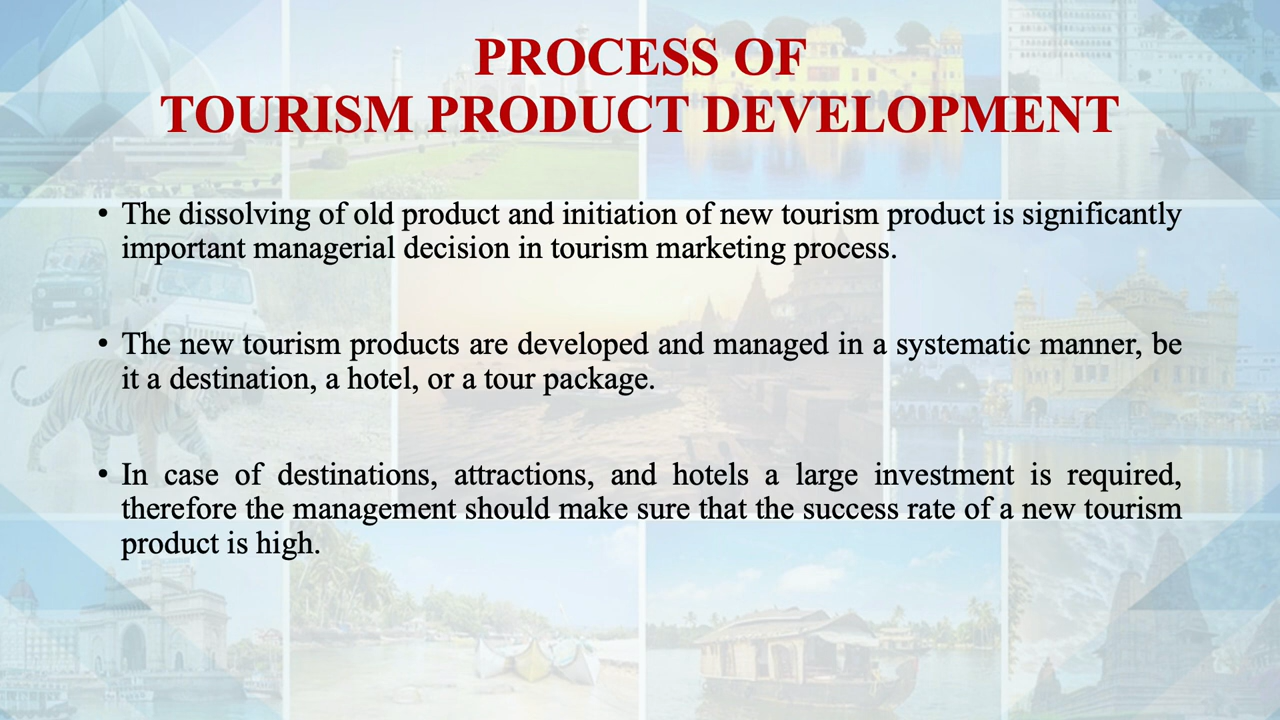 PROCESS OF
TOURISM PRODUCT DEVELOPMENT
• The dissolving of old product and initiation of new tourism product is significantly
important managerial decision in tourism marketing process.
• The new tourism products are developed and managed in a systematic manner, be
it a destination, a hotel, or a tour package.
• In case of destinations, attractions, and hotels a large investment is required,
therefore the management should make sure that the success rate of a new tourism
product is high.